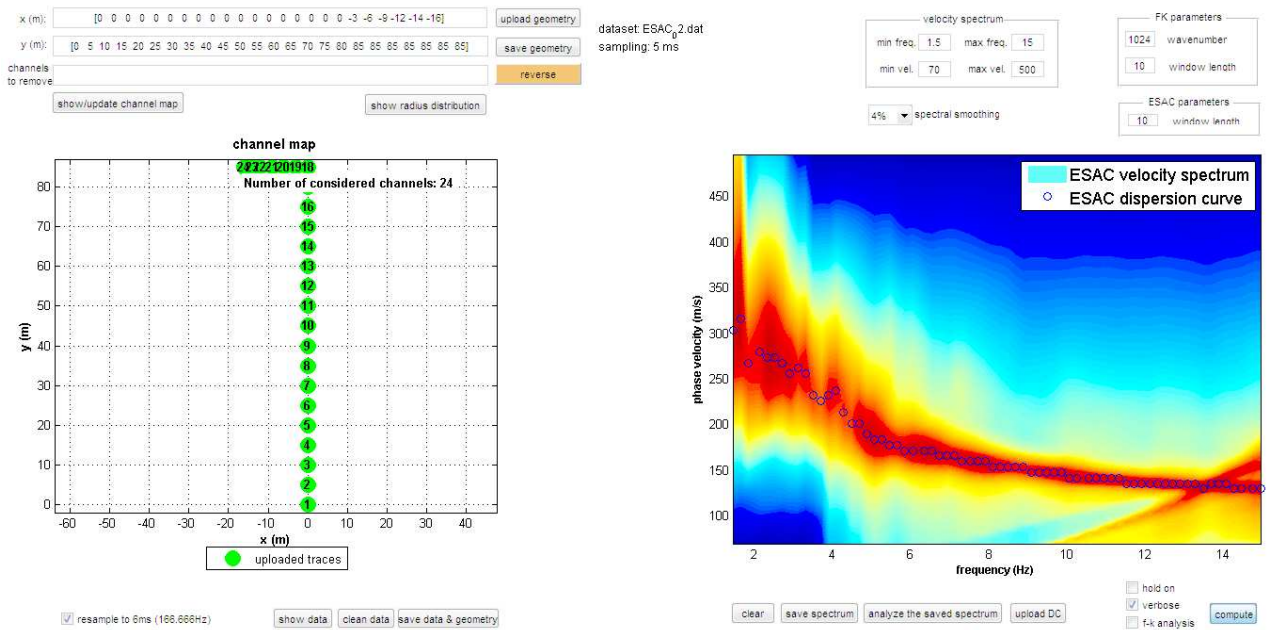 x (m): [0 0 0 0 0 0 0 0 0 0 0 0 0 0 0 0 0 0 -3 -6 -9 -12 -14 -16]
upload geometry
y (m): [0 5 10 15 20 25 30 35 40 45 50 55 60 65 70 75 80 85 85 85 85 85 85 85]
save geometry
channels to remove
reverse
show/update channel map
show radius distribution
dataset: ESAC02.dat
sampling: 5 ms
velocity spectrum
min freq. 1.5 max freq. 15
min vel. 70 max vel. 500
4% spectral smoothing
FK parameters
1024 wavenumber
10 window length
ESAC parameters
10 window length
channel map
24 23 22 21 20 19 18
Number of considered channels: 24
16
15
14
13
12
11
10
9
8
7
6
5
4
3
2
1
80
70
60
50
40
30
20
10
0
y (m)
-60 -50 -40 -30 -20 -10 0 10 20 30 40
x (m)
uploaded traces
resample to 6ms (166.666Hz)
show data
clean data
save data & geometry
ESAC velocity spectrum
ESAC dispersion curve
450
400
350
300
250
200
150
100
phase velocity (m/s)
2 4 6 8 10 12 14
frequency (Hz)
clear
save spectrum
analyze the saved spectrum
upload DC
hold on
verbose
f-k analysis
compute